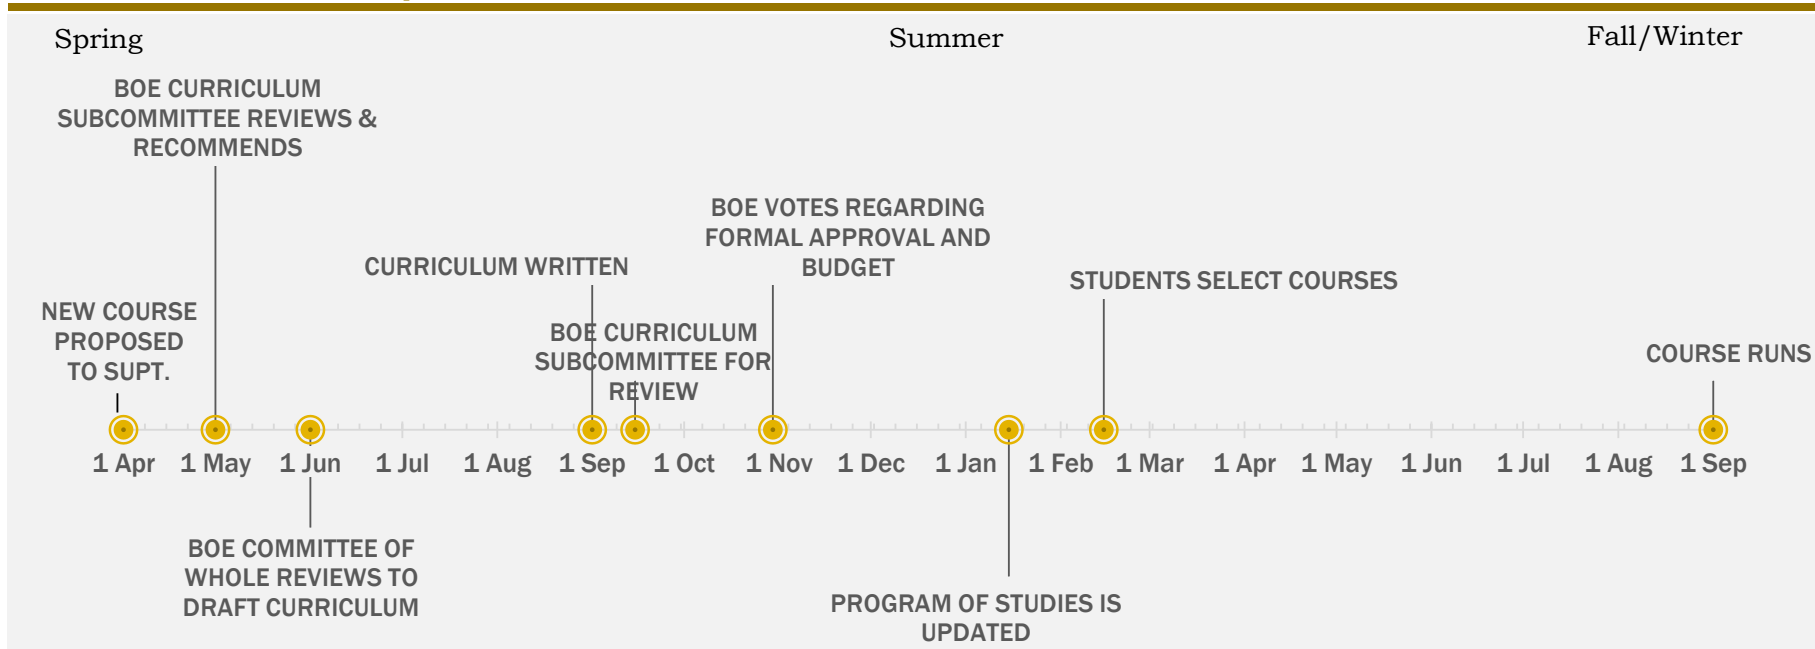 Spring
Summer
Fall/Winter
BOE CURRICULUM
SUBCOMMITTEE REVIEWS &
RECOMMENDS
BOE VOTES REGARDING
FORMAL APPROVAL AND
BUDGET
CURRICULUM WRITTEN
STUDENTS SELECT COURSES
NEW COURSE
PROPOSED
TO SUPT.
BOE CURRICULUM
SUBCOMMITTEE FOR
REVIEW
COURSE RUNS
1 Apr 1 May 1 Jun 1 Jul 1 Aug 1 Sep 1 Oct 1 Nov 1 Dec 1 Jan 1 Feb 1 Mar 1 Apr 1 May 1 Jun 1 Jul 1 Aug 1 Sep
BOE COMMITTEE OF
WHOLE REVIEWS TO
DRAFT CURRICULUM
PROGRAM OF STUDIES IS
UPDATED